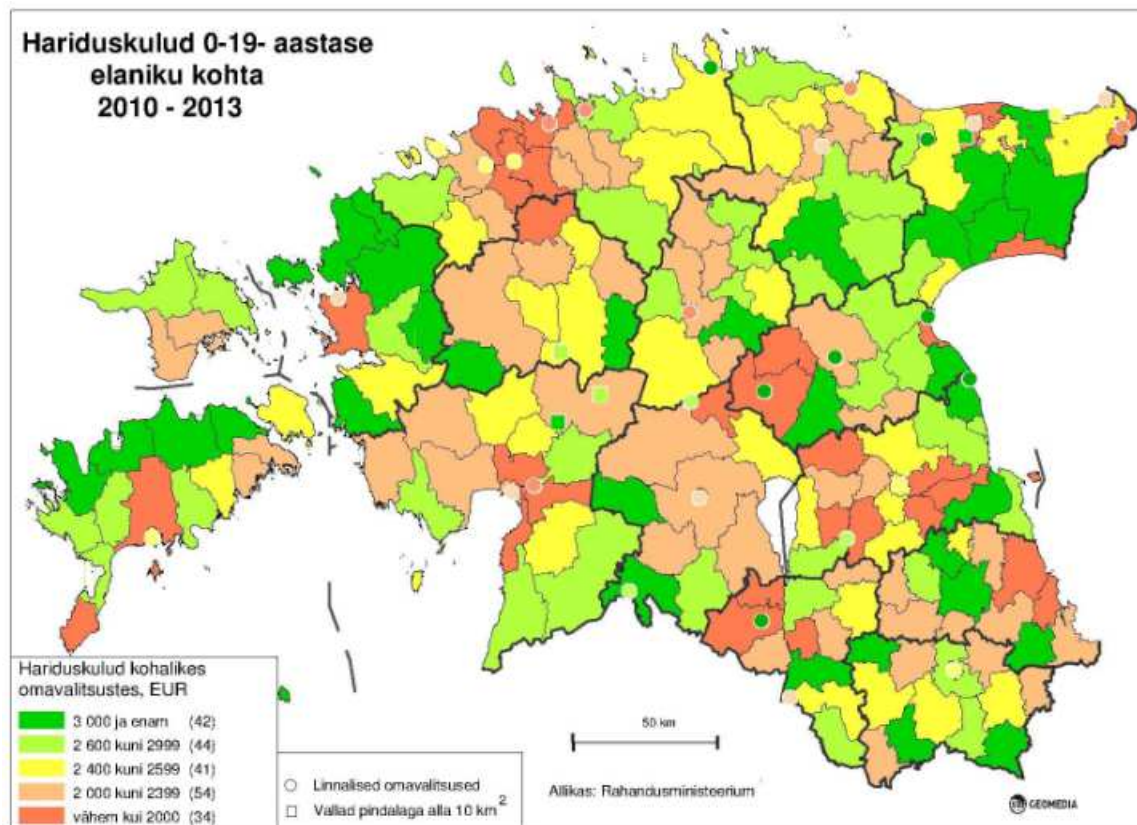 Hariduskulud 0-19- aastase
elaniku kohta
2010 - 2013
Hariduskulud kohalikes
omavalitsustes, EUR
3 000 ja enam (42)
2 600 kuni 2999 (44)
2 400 kuni 2599 (41)
2 000 kuni 2399 (54)
vähem kui 2000 (34)
Linnalised omavalitsused
Vallad pindalaga alla 10 km²
50 km
Allikas: Rahandusministeerium
GEOMEDIA